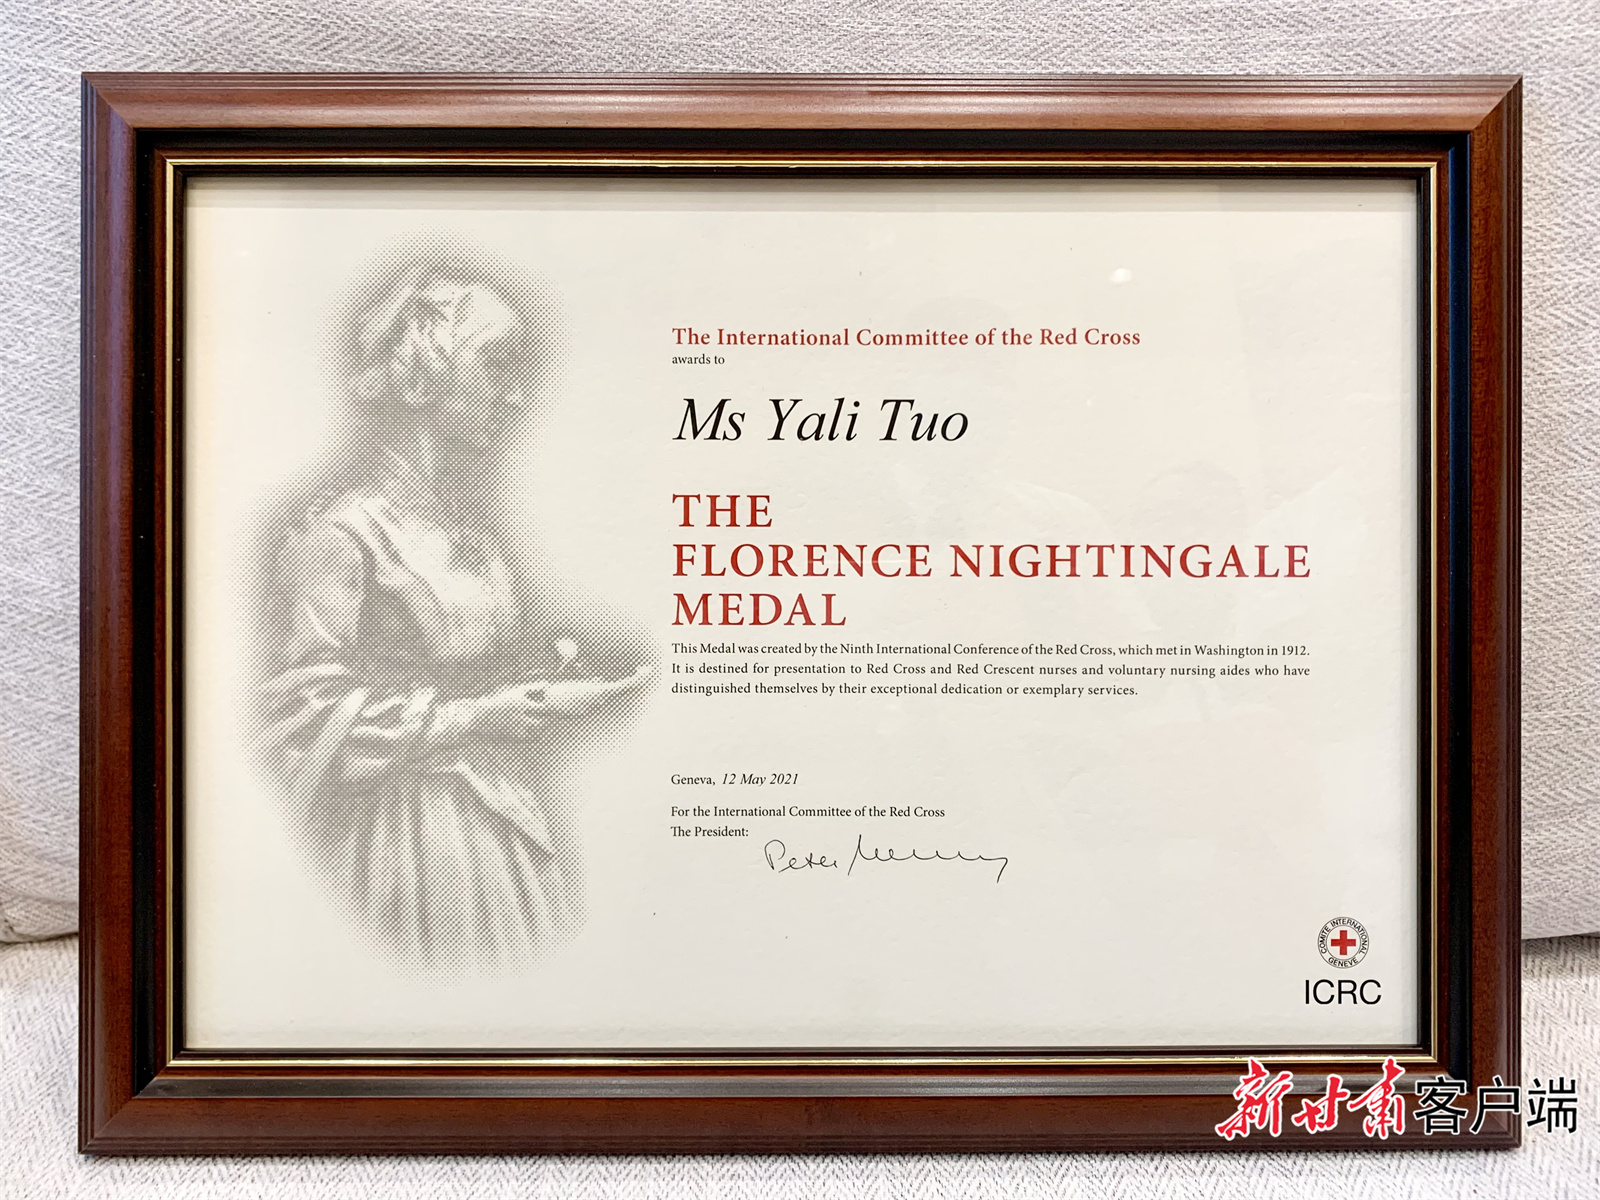 The International Committee of the Red Cross
awards to
Ms Yali Tuo
THE
FLORENCE NIGHTINGALE
MEDAL
This Medal was created by the Ninth International Conference of the Red Cross, which met in Washington in 1912.
It is destined for presentation to Red Cross and Red Crescent nurses and voluntary nursing aides who have
distinguished themselves by their exceptional dedication or exemplary services.
Geneva, 12 May 2021
For the International Committee of the Red Cross
The President:
Peter
COMITE INTERNATIONAL GENEVE
ICRC
新甘肃客户端